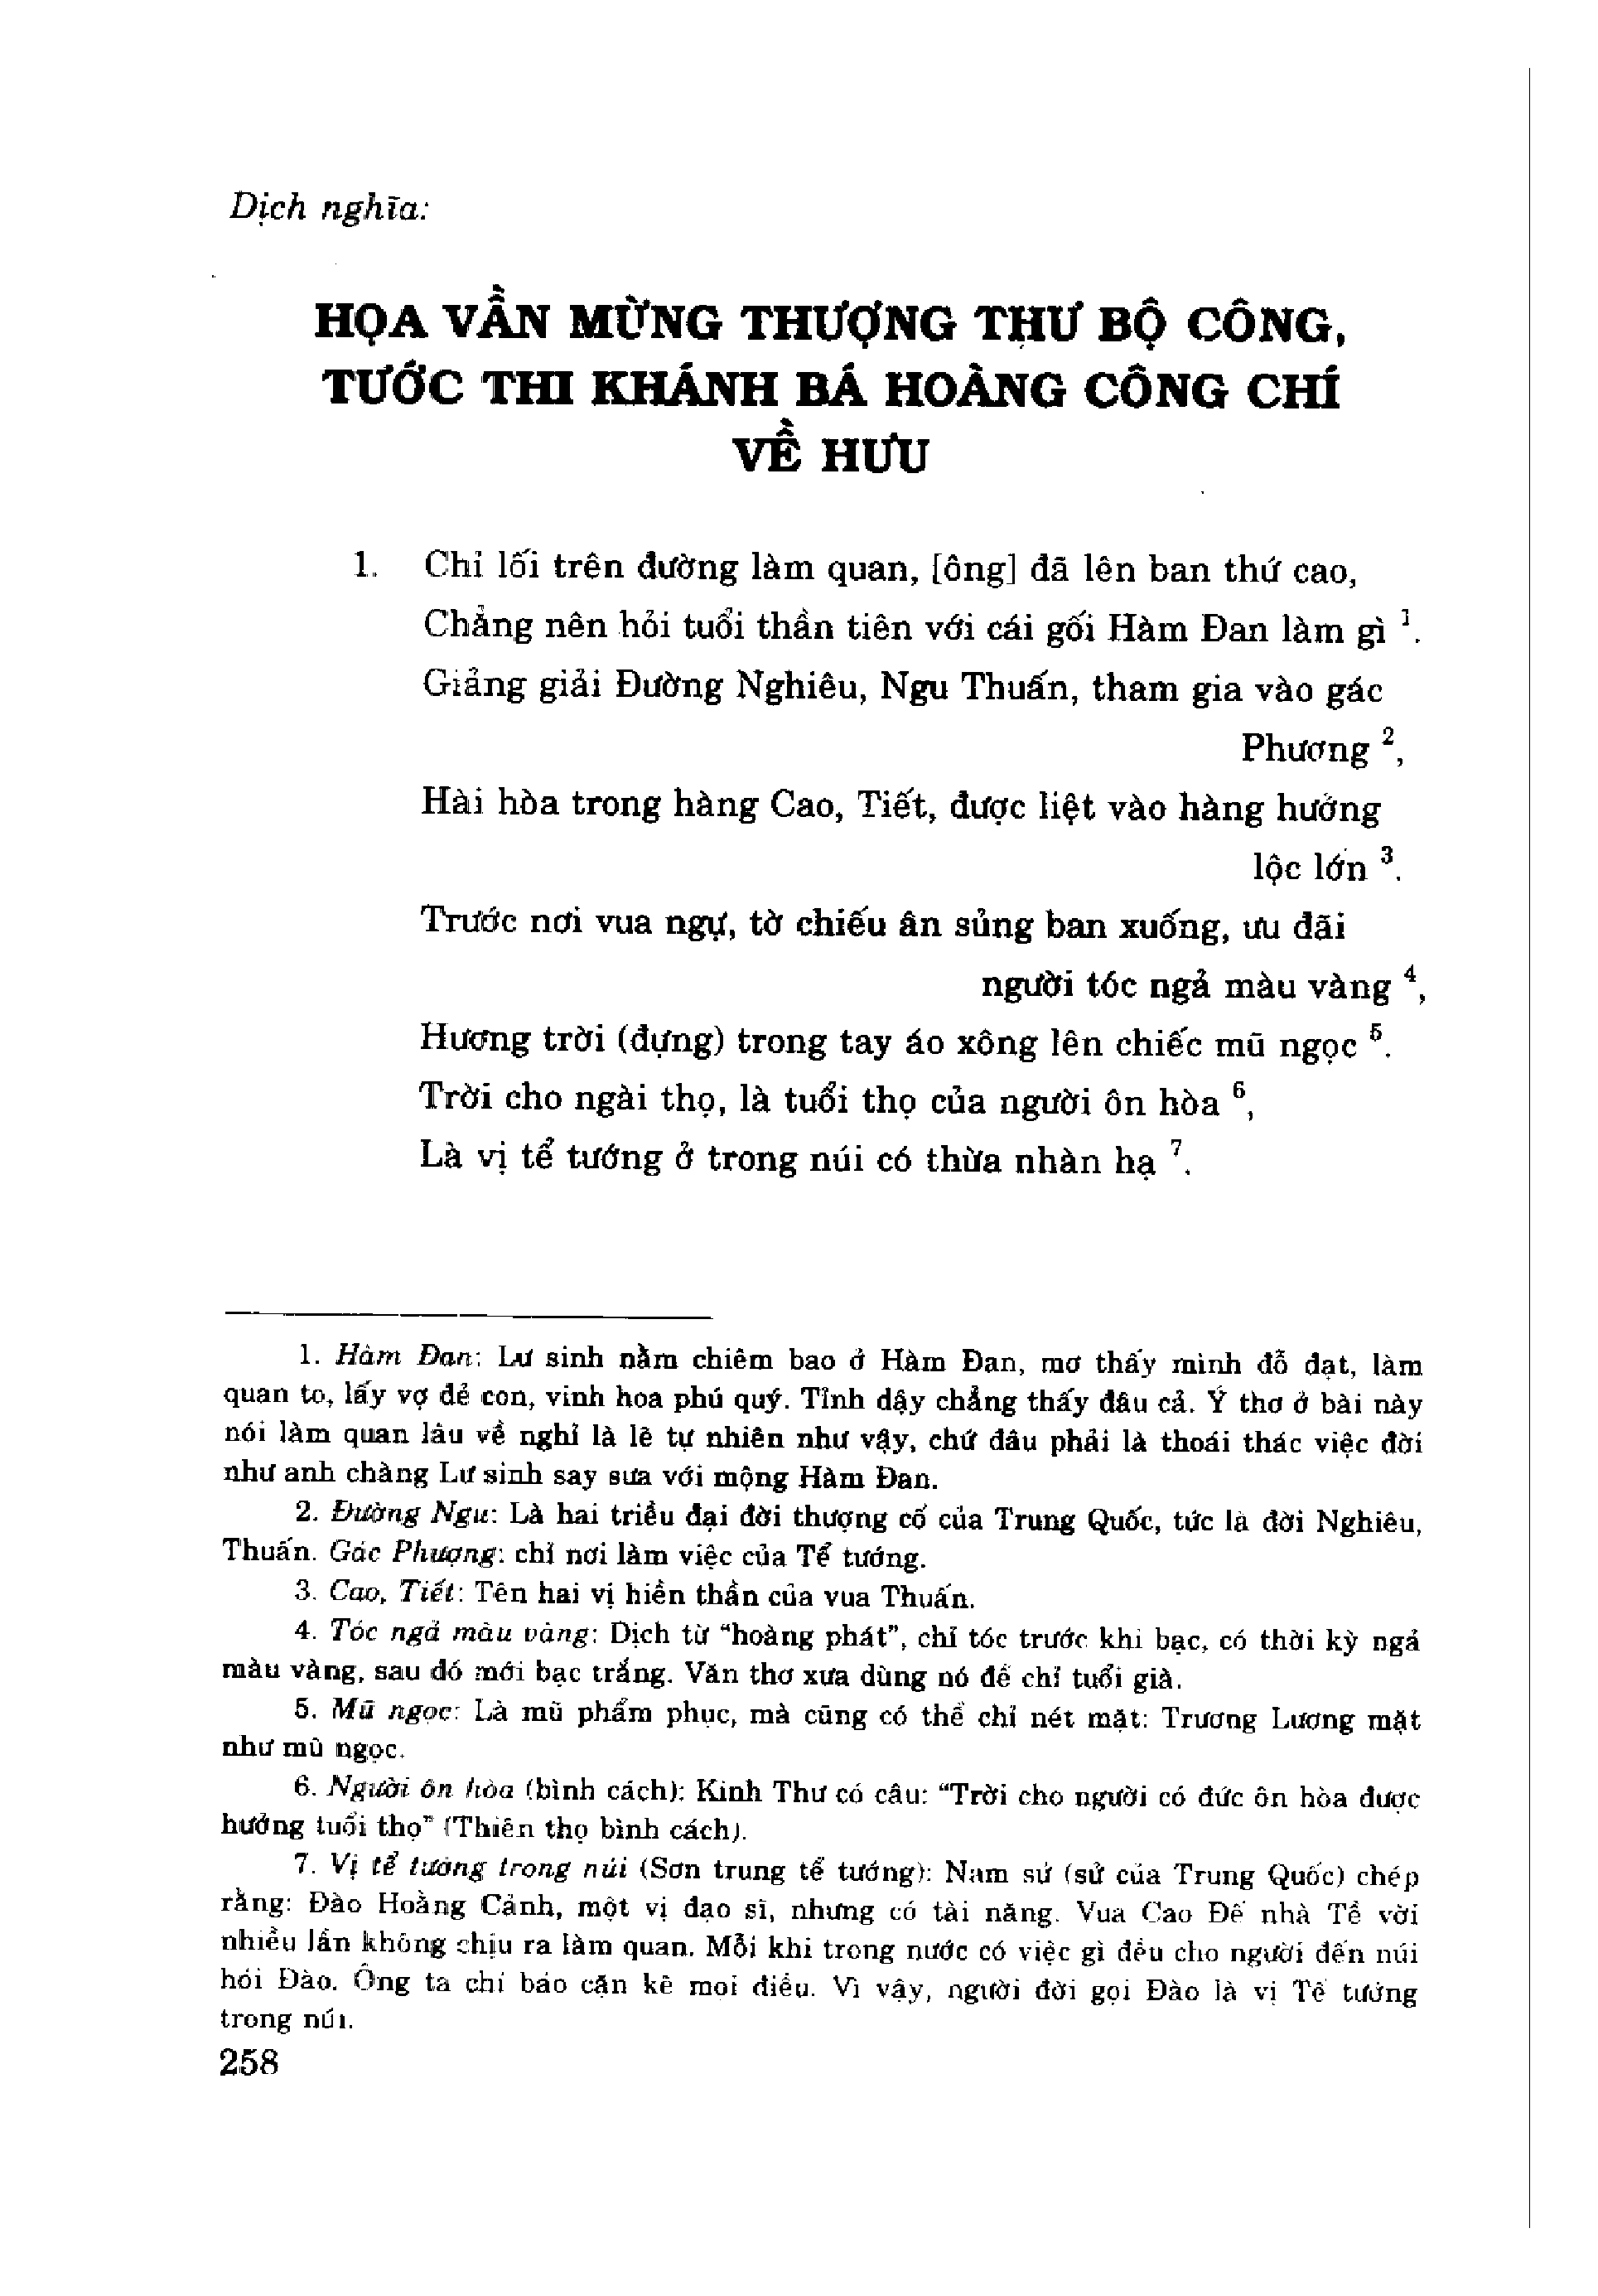 Dịch nghĩa:
HỌA VẦN MỪNG THƯỢNG THƯ BỘ CÔNG,
TƯỚC THI KHÁNH BÁ HOÀNG CÔNG CHÍ
VỀ HƯU
1. Chỉ lối trên đường làm quan, [ông] đã lên ban thứ cao,
Chẳng nên hỏi tuổi thần tiên với cái gối Hàm Đan làm gì ¹.
Giảng giải Đường Nghiêu, Ngu Thuấn, tham gia vào gác
Phương ²,
Hài hòa trong hàng Cao, Tiết, được liệt vào hàng hưởng
lộc lớn ³.
Trước nơi vua ngự, tờ chiếu ân sủng ban xuống, ưu đãi
người tóc ngả màu vàng ⁴,
Hương trời (đựng) trong tay áo xông lên chiếc mũ ngọc ⁵.
Trời cho ngài thọ, là tuổi thọ của người ôn hòa ⁶,
Là vị tể tướng ở trong núi có thừa nhàn hạ ⁷.
1. Hàm Đan: Lư sinh nằm chiêm bao ở Hàm Đan, mơ thấy mình đỗ đạt, làm
quan to, lấy vợ đẻ con, vinh hoa phú quý. Tỉnh dậy chẳng thấy đâu cả. Ý thơ ở bài này
nói làm quan lâu về nghỉ là lẽ tự nhiên như vậy, chứ đâu phải là thoái thác việc đời
như anh chàng Lư sinh say sưa với mộng Hàm Đan.
2. Đường Ngu: Là hai triều đại đời thượng cổ của Trung Quốc, tức là đời Nghiêu,
Thuấn. Gác Phượng: chỉ nơi làm việc của Tể tướng.
3. Cao, Tiết: Tên hai vị hiền thần của vua Thuấn.
4. Tóc ngả màu vàng: Dịch từ “hoàng phát”, chỉ tóc trước khi bạc, có thời kỳ ngả
màu vàng, sau đó mới bạc trắng. Văn thơ xưa dùng nó để chỉ tuổi già.
5. Mũ ngọc: Là mũ phẩm phục, mà cũng có thể chỉ nét mặt: Trương Lương mặt
như mũ ngọc.
6. Người ôn hòa (bình cách): Kinh Thư có câu: “Trời cho người có đức ôn hòa được
hưởng tuổi thọ” (Thiên thọ bình cách).
7. Vị tể tướng trong núi (Sơn trung tể tướng): Nam sử (sử của Trung Quốc) chép
rằng: Đào Hoằng Cảnh, một vị đạo sĩ, nhưng có tài năng. Vua Cao Đế nhà Tề vời
nhiều lần không chịu ra làm quan. Mỗi khi trong nước có việc gì đều cho người đến núi
hỏi Đào. Ông ta chỉ bảo cặn kẽ mọi điều. Vì vậy, người đời gọi Đào là vị Tể tướng
trong núi.
258